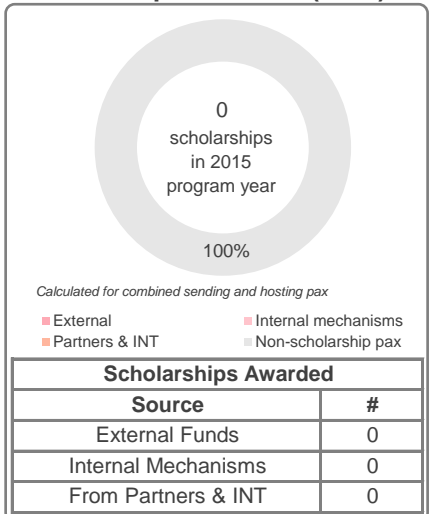 0
scholarships
in 2015
program year
100%
Calculated for combined sending and hosting pax
External
Internal mechanisms
Partners & INT
Non-scholarship pax
Scholarships Awarded
Source #
External Funds 0
Internal Mechanisms 0
From Partners & INT 0